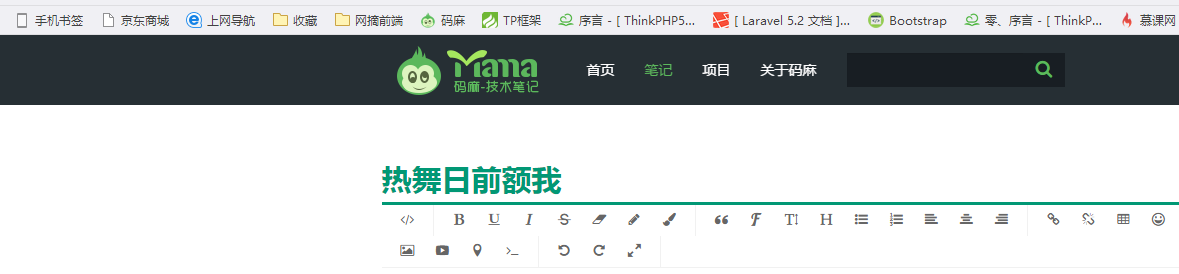 手机书签 京东商城 上网导航 收藏 网摘前端 码麻 TP框架 序言 - [ ThinkPHP5... [ Laravel 5.2 文档 ]... Bootstrap 零、序言 - [ ThinkP... 慕课网
Mama
码麻-技术笔记
首页 笔记 项目 关于码麻
热舞日前额我
B U I S F T H